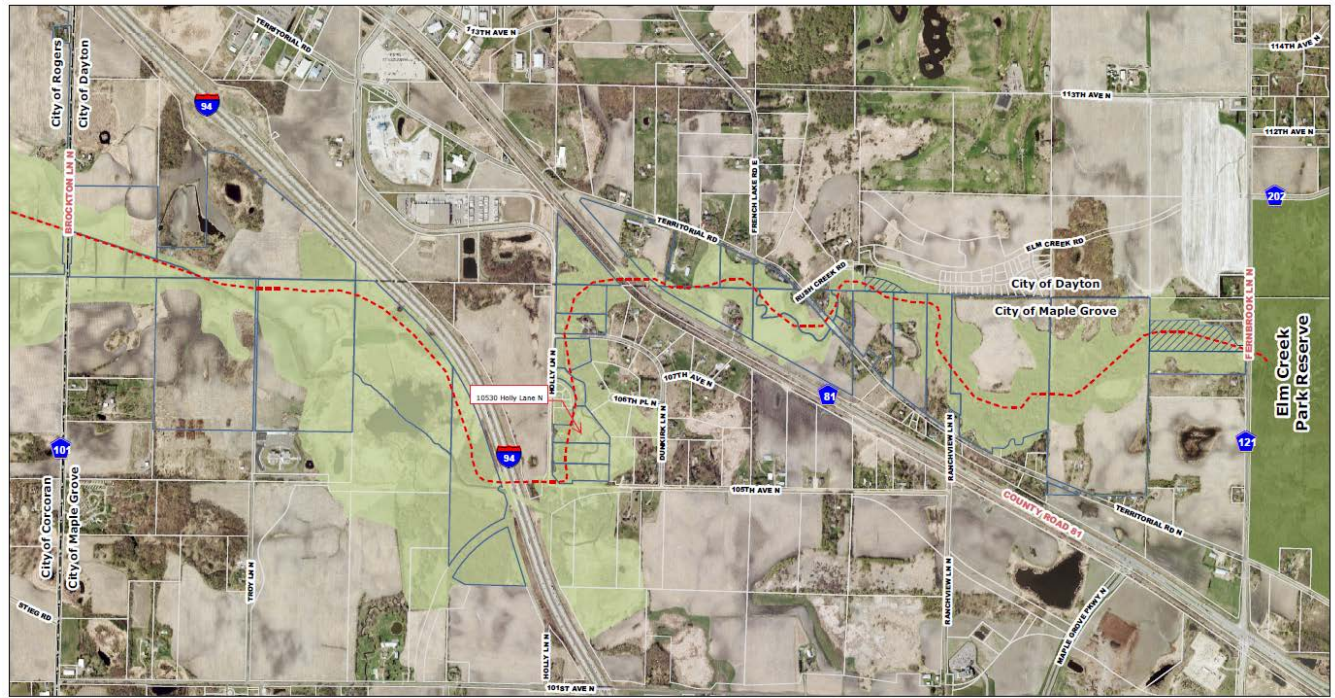 TERRITORIAL RD
113TH AVE N
City of Rogers
City of Dayton
94
114TH AVE N
113TH AVE N
112TH AVE N
BROCKTON LN N
FRENCH LAKE RD E
TERRITORIAL RD
202
ELM CREEK RD
RUSH CREEK RD
City of Dayton
City of Maple Grove
FERNBROOK LN N
Elm Creek
Park Reserve
HOLLY LN N
107TH AVE N
10530 Holly Lane N
106TH PL N
81
DUNKIRK LN N
RANCHVIEW LN N
101
94
121
105TH AVE N
COUNTY ROAD 81
TERRITORIAL RD N
City of Corcoran
City of Maple Grove
TROY LN N
STIEG RD
HOLLY LN N
RANCHVIEW LN N
MAPLE GROVE PKWY N
101ST AVE N